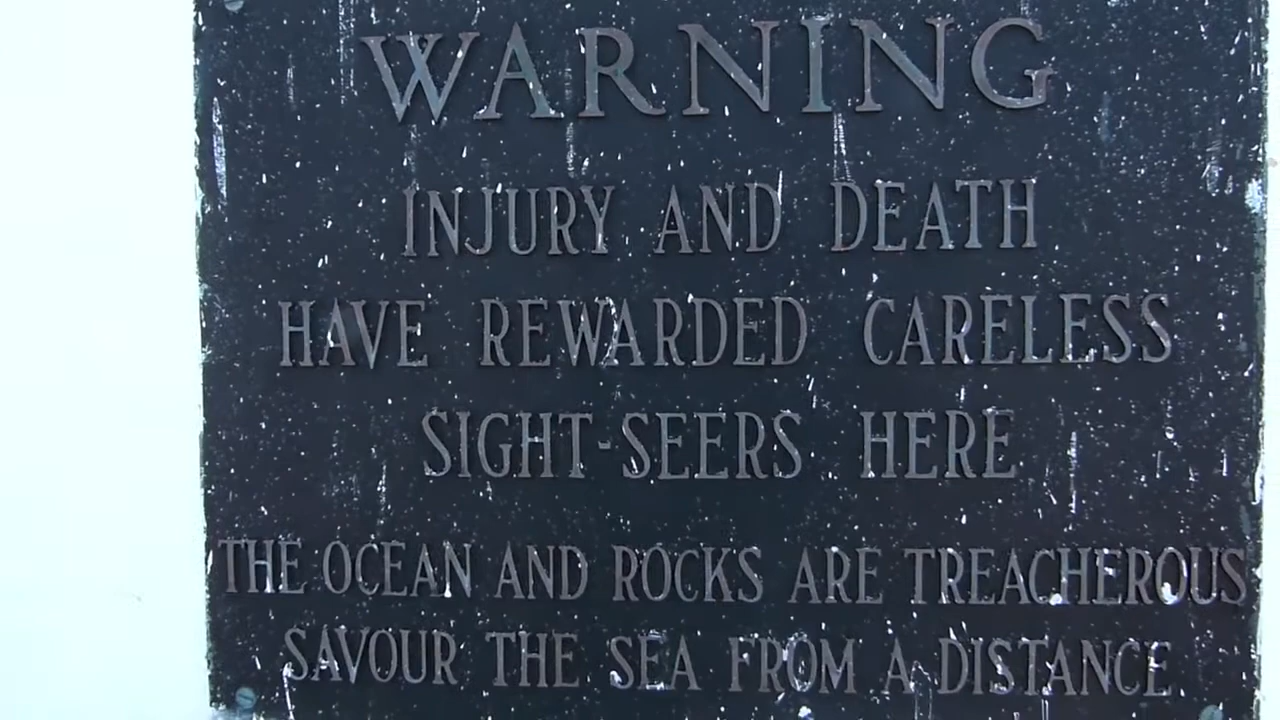 WARNING
INJURY AND DEATH
HAVE REWARDED CARELESS
SIGHT-SEERS HERE
THE OCEAN AND ROCKS ARE TREACHEROUS
SAVOUR THE SEA FROM A DISTANCE